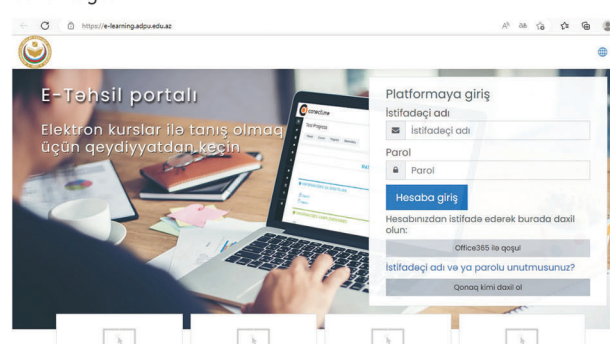 https://e-learning.adpu.edu.az
E-Təhsil portalı
Elektron kurslar ilə tanış olmaq
üçün qeydiyyatdan keçin
Platformaya giriş
İstifadəçi adı
İstifadəçi adı
Parol
Parol
Hesaba giriş
Hesabınızdan istifadə edərək burada daxil
olun:
Office365 ilə qoşul
İstifadəçi adı və ya parolu unutmusunuz?
Qonaq kimi daxil ol